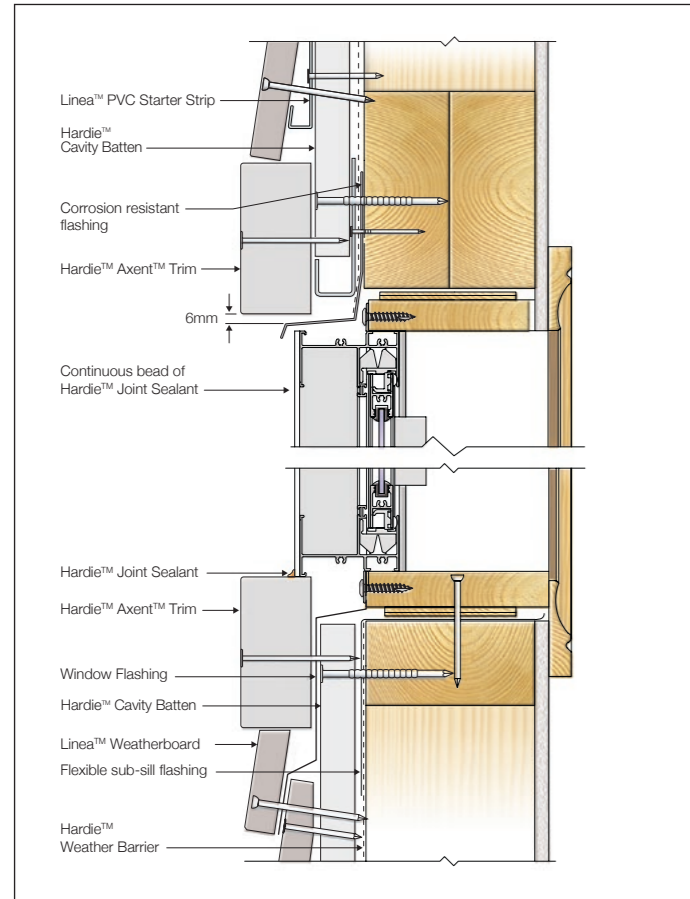 Linea™ PVC Starter Strip
Hardie™
Cavity Batten
Corrosion resistant
flashing
Hardie™ Axent™ Trim
6mm
Continuous bead of
Hardie™ Joint Sealant
Hardie™ Joint Sealant
Hardie™ Axent™ Trim
Window Flashing
Hardie™ Cavity Batten
Linea™ Weatherboard
Flexible sub-sill flashing
Hardie™
Weather Barrier